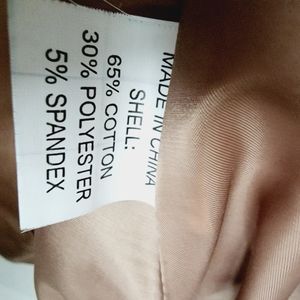 MADE IN CHINA
SHELL:
65% COTTON
30% POLYESTER
5% SPANDEX